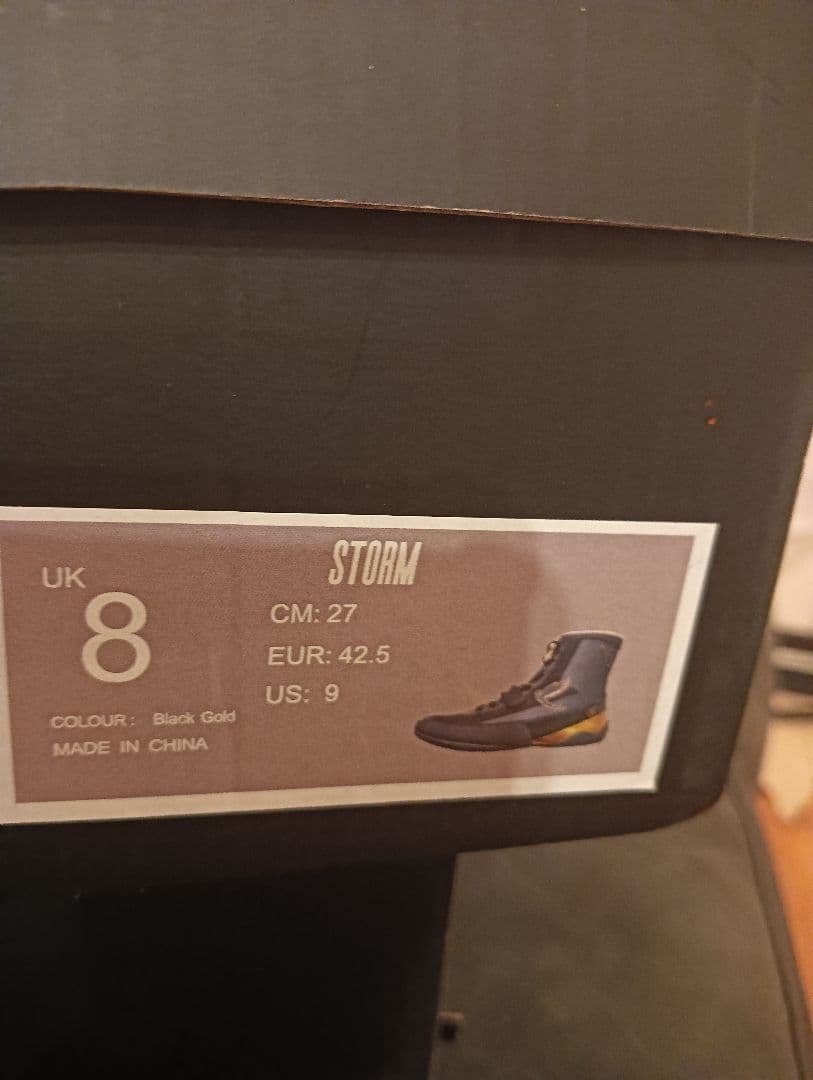 STORM
UK
8
CM: 27
EUR: 42.5
US: 9
COLOUR: Black Gold
MADE IN CHINA